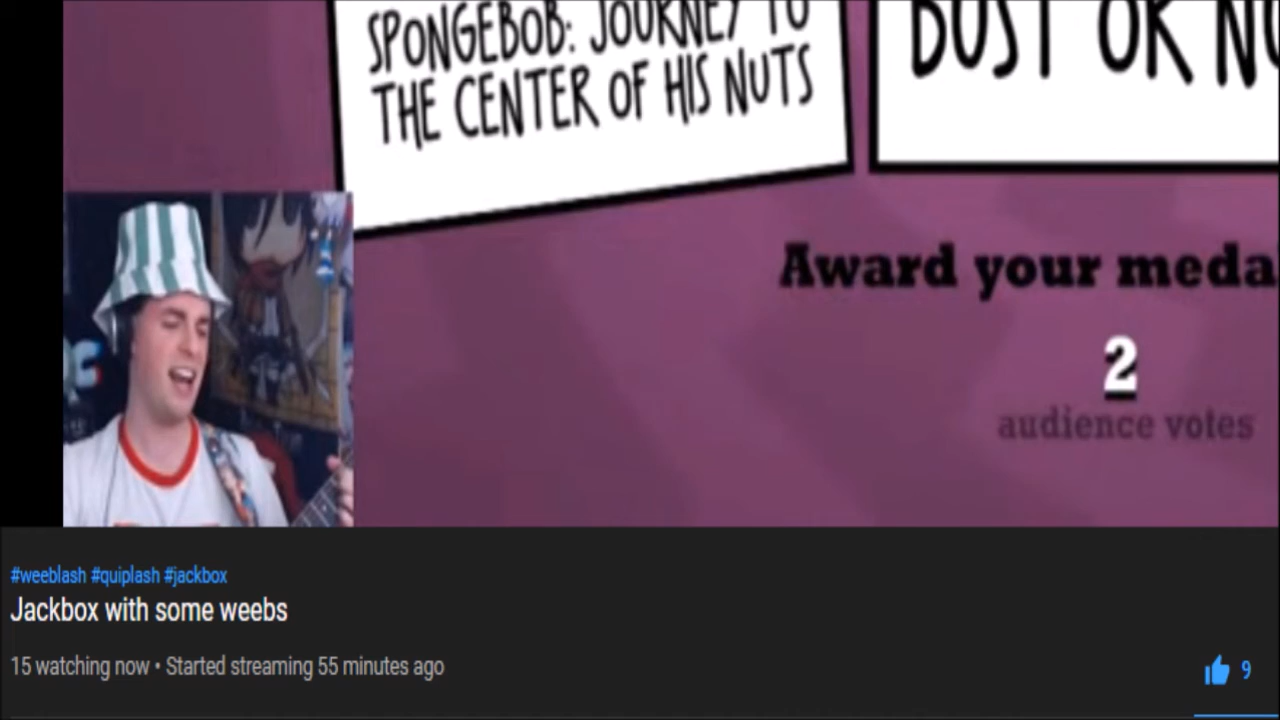 SPONGEBOB: JOURNEY TO
THE CENTER OF HIS NUTS
BUST OR
Award your meda
2
audience votes
#weeblash #quiplash #jackbox
Jackbox with some weebs
15 watching now • Started streaming 55 minutes ago
9